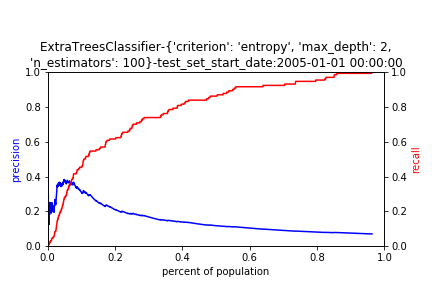 ExtraTreesClassifier-{'criterion': 'entropy', 'max_depth': 2,
'n_estimators': 100}-test_set_start_date:2005-01-01 00:00:00
1.0
0.8
0.6
0.4
0.2
0.0
precision
1.0
0.8
0.6
0.4
0.2
0.0
recall
0.0 0.2 0.4 0.6 0.8 1.0
percent of population